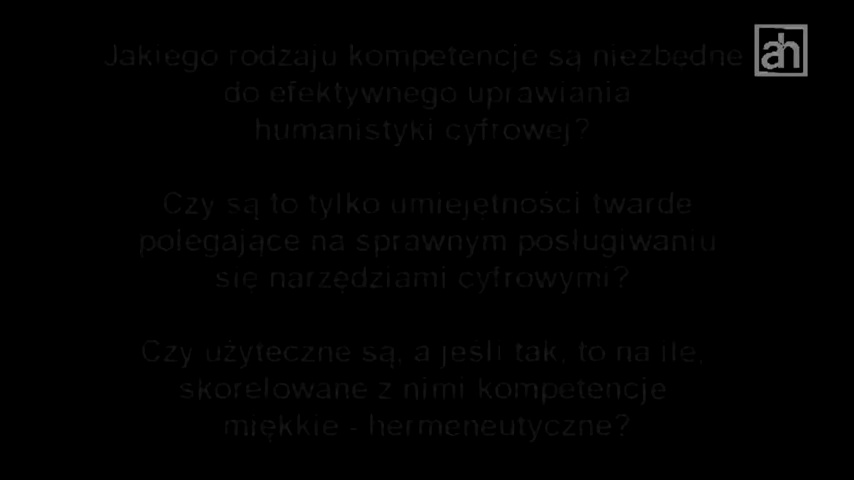 ah
Jakiego rodzaju kompetencje są niezbędne
do efektywnego uprawiania
humanistyki cyfrowej?
Czy są to tylko umiejętności twarde
polegające na sprawnym posługiwaniu
się narzędziami cyfrowymi?
Czy użyteczne są, a jeśli tak, to na ile,
skorelowane z nimi kompetencje
miękkie - hermeneutyczne?